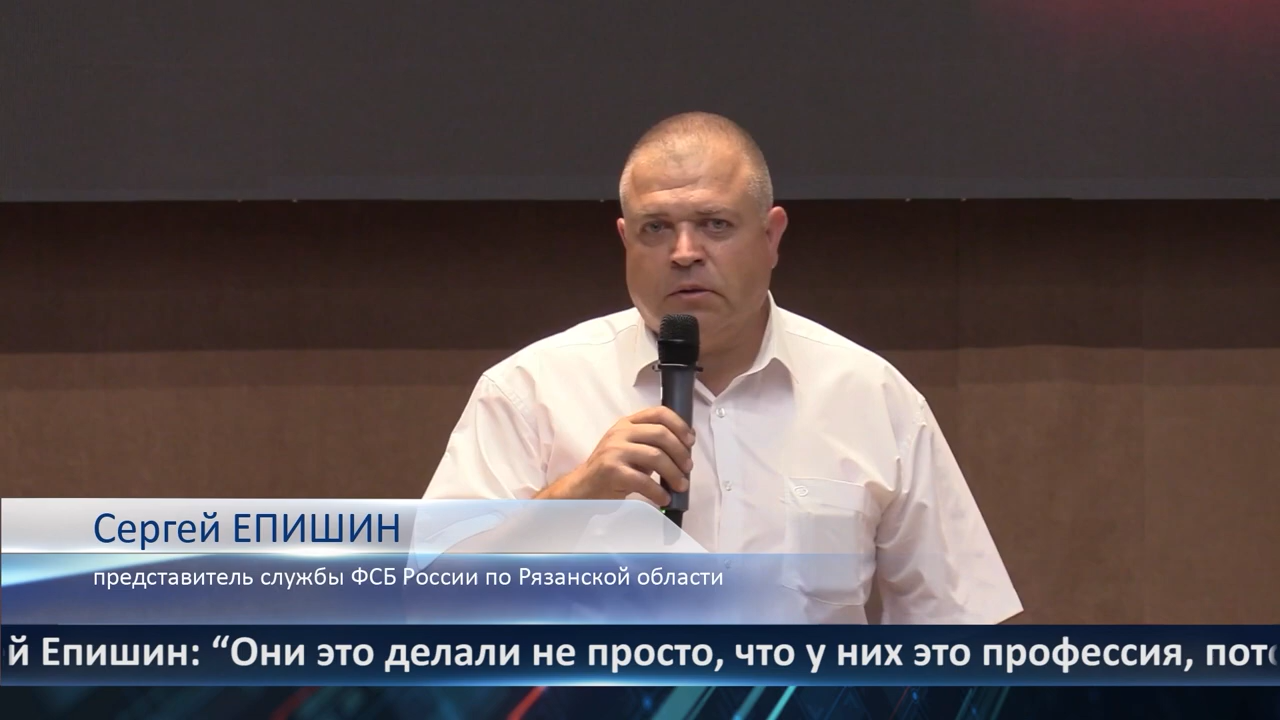 Сергей ЕПИШИН
представитель службы ФСБ России по Рязанской области
й Епишин: “Они это делали не просто, что у них это профессия,